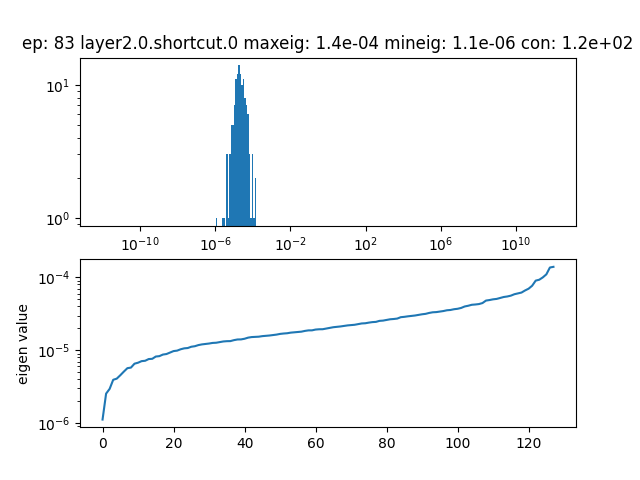 ep: 83 layer2.0.shortcut.0 maxeig: 1.4e-04 mineig: 1.1e-06 con: 1.2e+02
10¹
10⁰
10⁻¹⁰ 10⁻⁶ 10⁻² 10² 10⁶ 10¹⁰
10⁻⁴
10⁻⁵
10⁻⁶
eigen value
0 20 40 60 80 100 120